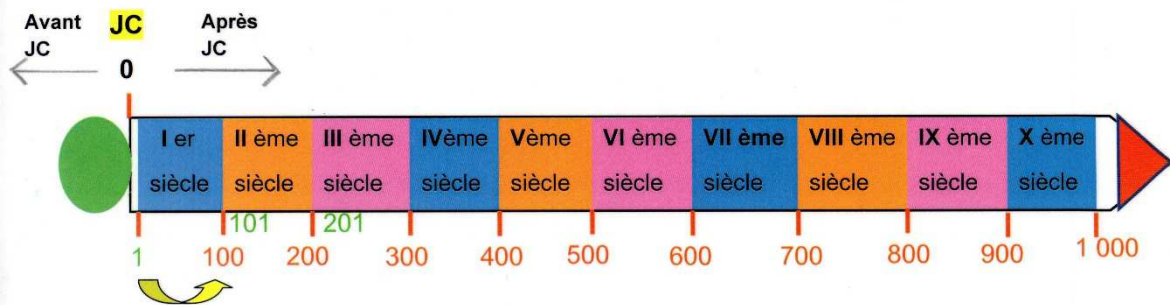 Avant JC Après
JC JC
0
I er II ème III ème IVème Vème VI ème VII ème VIII ème IX ème X ème
siècle siècle siècle siècle siècle siècle siècle siècle siècle siècle
101 201
1 100 200 300 400 500 600 700 800 900 1 000